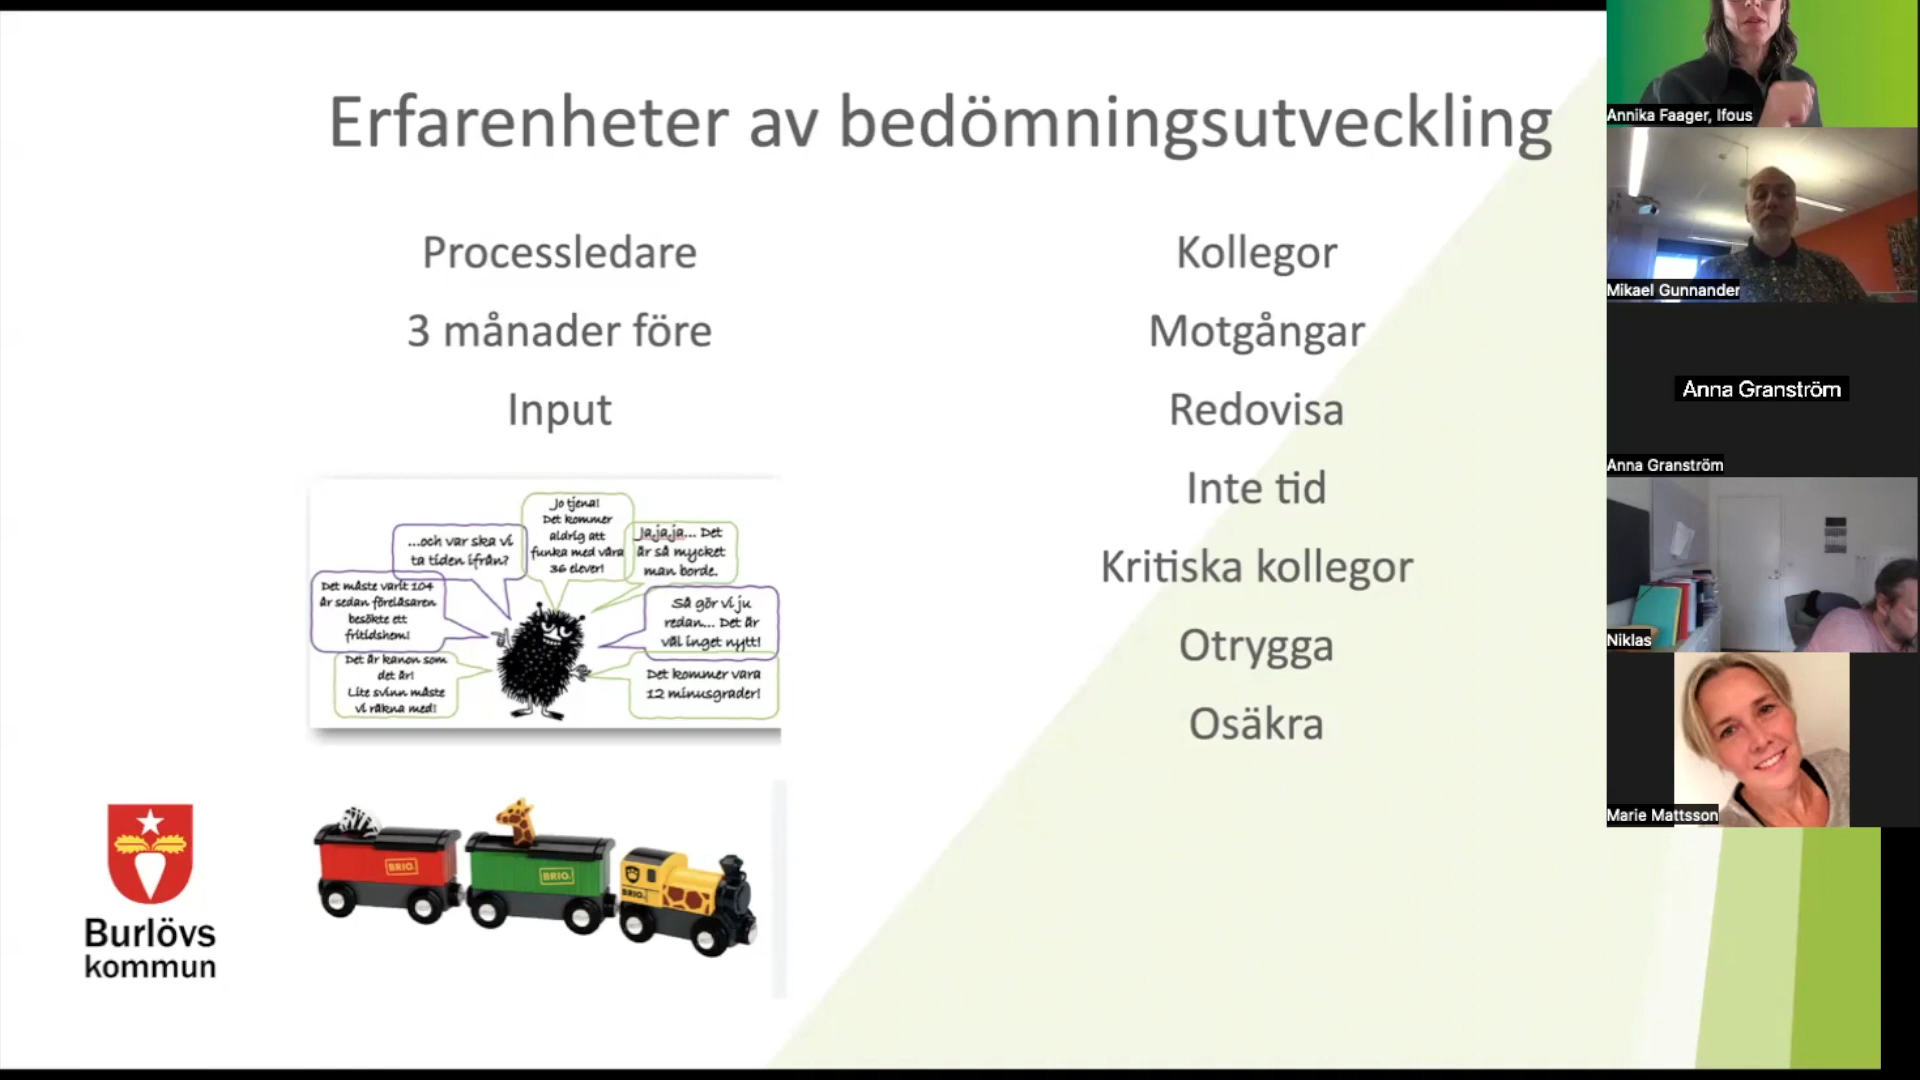 Erfarenheter av bedömningsutveckling
Processledare
3 månader före
Input
Kollegor
Motgångar
Redovisa
Inte tid
Kritiska kollegor
Otrygga
Osäkra
Jo tjena!
Det kommer
aldrig att
funka med våra
36 elever!
...och var ska vi
ta tiden ifrån?
Ja,ja,ja... Det
är så mycket
man borde.
Det måste varit 104
år sedan föreläsaren
besökte ett
fritidshem!
Så gör vi ju
redan... Det är
väl inget nytt!
Det är kanon som
det är!
Lite svinn måste
vi räkna med!
Det kommer vara
12 minusgrader!
BRIO.
BRIO.
BRIO.
Burlövs
kommun
Annika Faager, Ifous
Mikael Gunnander
Anna Granström
Anna Granström
Niklas
Marie Mattsson